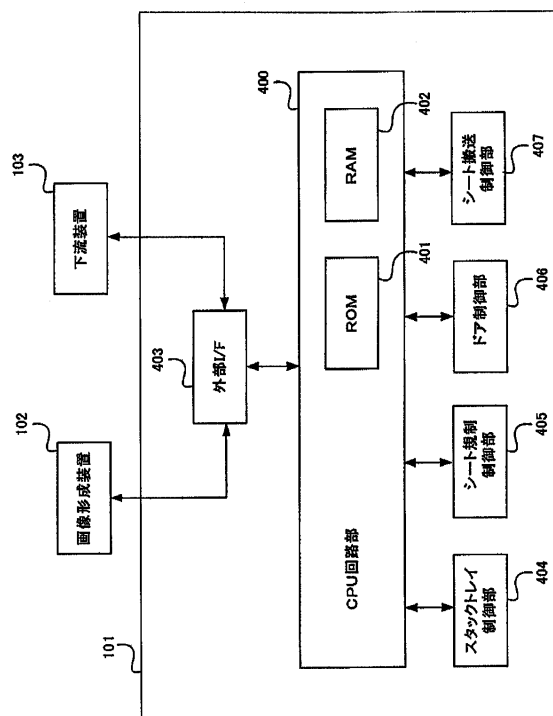 101
画像形成装置
102
下流装置
103
外部I/F
403
CPU回路部
400
ROM
401
RAM
402
スタックトレイ
制御部
404
シート規制
制御部
405
ドア制御部
406
シート搬送
制御部
407